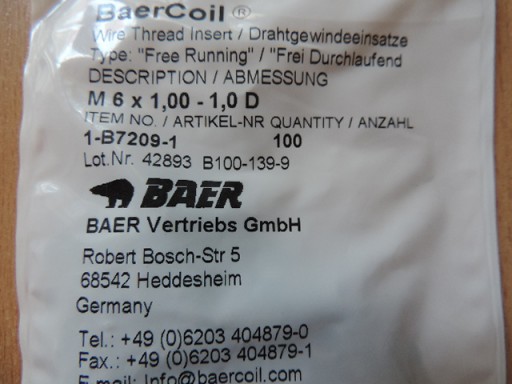 BaerCoil ®
Wire Thread Insert / Drahtgewindeeinsatze
Type: "Free Running" / "Frei Durchlaufend
DESCRIPTION / ABMESSUNG
M 6 x 1,00 - 1,0 D
ITEM NO. / ARTIKEL-NR QUANTITY / ANZAHL
1-B7209-1 100
Lot.Nr. 42893 B100-139-9
BAER
BAER Vertriebs GmbH
Robert Bosch-Str 5
68542 Heddesheim
Germany
Tel.: +49 (0)6203 404879-0
Fax.: +49 (0)6203 404879-1
E-mail: Info@baercoil.com